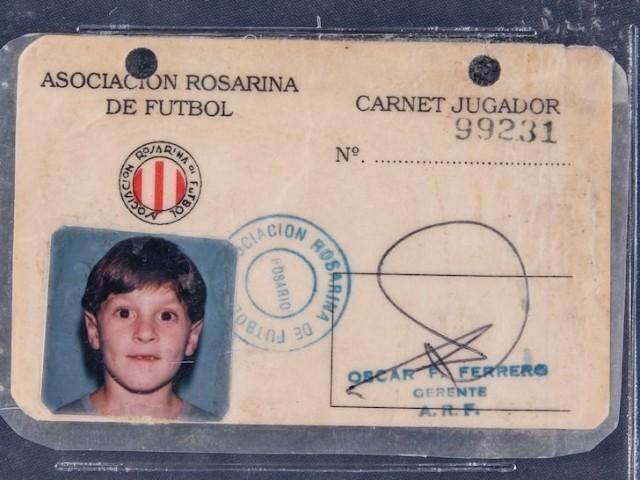 ASOCIACION ROSARINA
DE FUTBOL
CARNET JUGADOR
99231
Nº. ..........................................
ASOCIACION ROSARINA DE FUTBOL
CIACION ROSARINA DE FUTBOL
ROSARIO
OSCAR F. FERRERO
GERENTE
A. R. F.